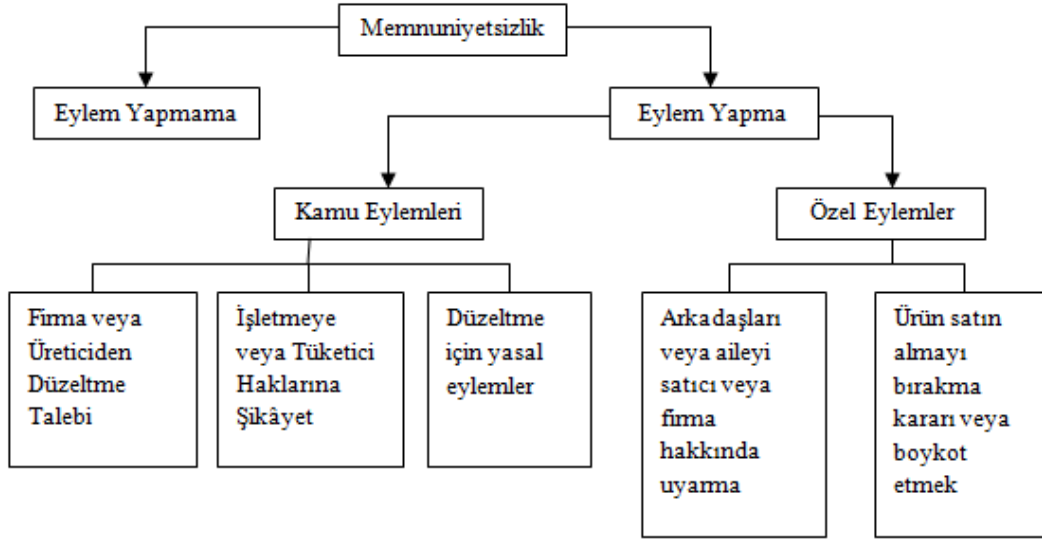 Memnuniyetsizlik
Eylem Yapmama
Eylem Yapma
Kamu Eylemleri
Özel Eylemler
Firma veya
Üreticiden
Düzeltme
Talebi
İşletmeye
veya Tüketici
Haklarına
Şikâyet
Düzeltme
için yasal
eylemler
Arkadaşları
veya aileyi
satıcı veya
firma
hakkında
uyarma
Ürün satın
almayı
bırakma
kararı veya
boykot
etmek